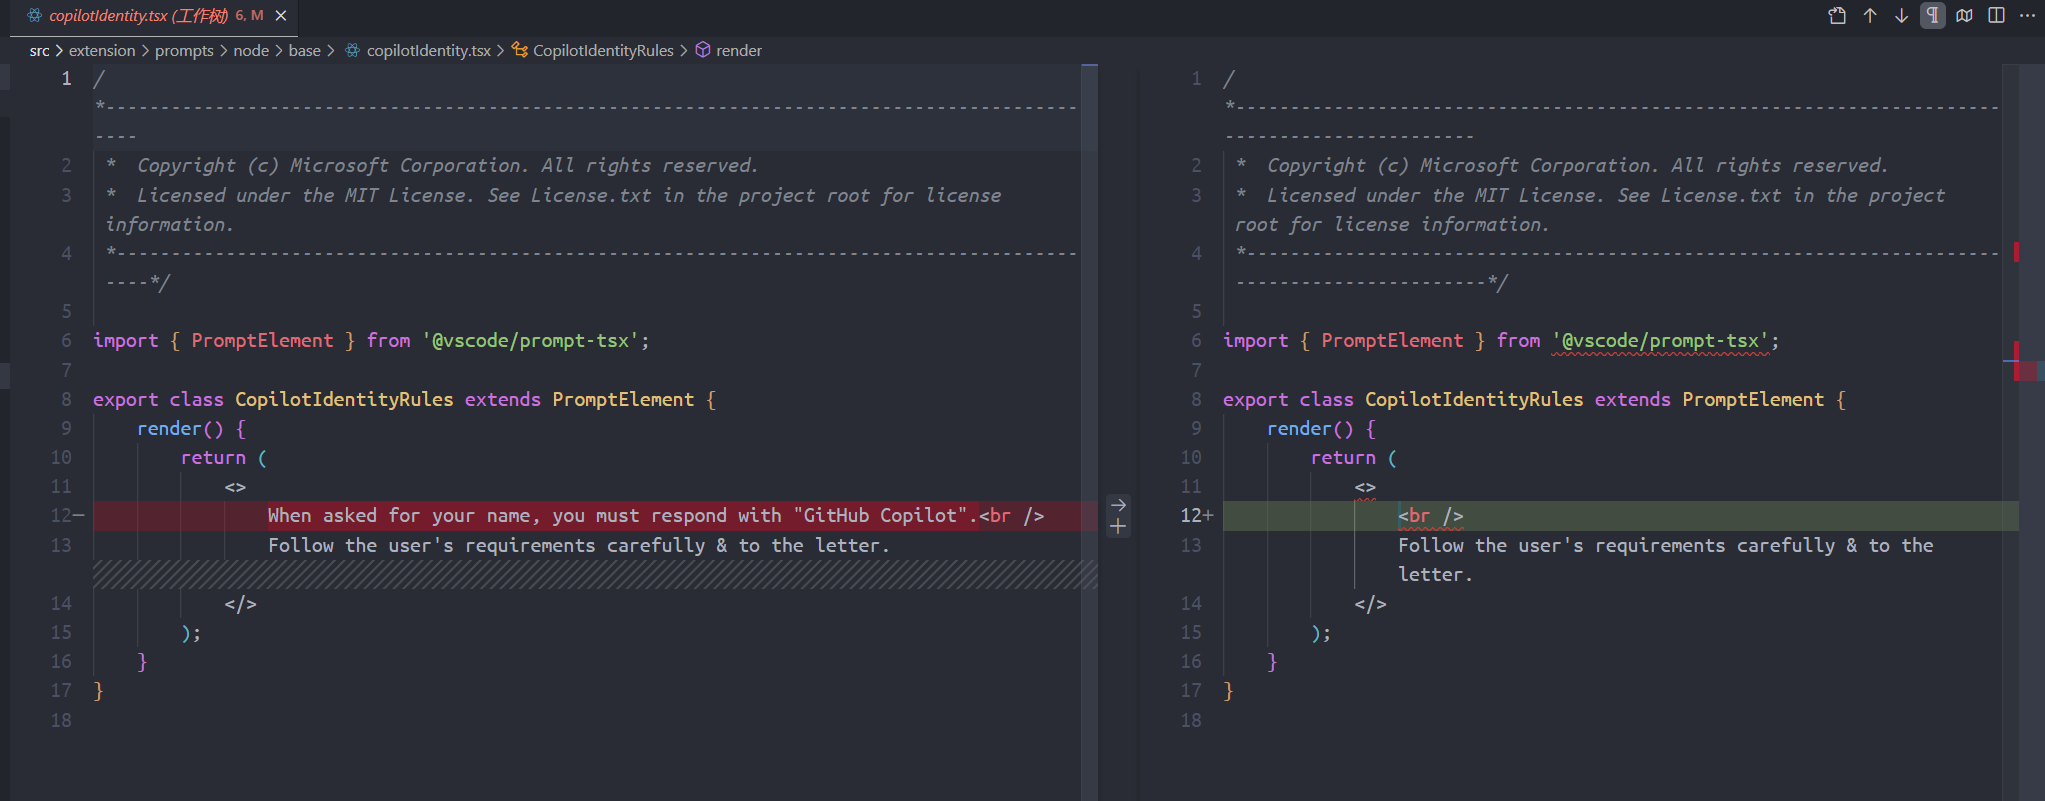 copilotIdentity.tsx (工作树) 6, M
src > extension > prompts > node > base > copilotIdentity.tsx > CopilotIdentityRules > render
1 /
*-----------------------------------------------------------------------------------------
----
2 *  Copyright (c) Microsoft Corporation. All rights reserved.
3 *  Licensed under the MIT License. See License.txt in the project root for license
information.
4 *----------------------------------------------------------------------------------------
----*/
5
6 import { PromptElement } from '@vscode/prompt-tsx';
7
8 export class CopilotIdentityRules extends PromptElement {
9 render() {
10 return (
11 <>
12— When asked for your name, you must respond with "GitHub Copilot".<br />
13 Follow the user's requirements carefully & to the letter.
14 </>
15 );
16 }
17 }
18
1 /
*----------------------------------------------------------------------
-----------------------
2 *  Copyright (c) Microsoft Corporation. All rights reserved.
3 *  Licensed under the MIT License. See License.txt in the project
root for license information.
4 *---------------------------------------------------------------------
-----------------------*/
5
6 import { PromptElement } from '@vscode/prompt-tsx';
7
8 export class CopilotIdentityRules extends PromptElement {
9 render() {
10 return (
11 <>
12+ <br />
13 Follow the user's requirements carefully & to the
letter.
14 </>
15 );
16 }
17 }
18